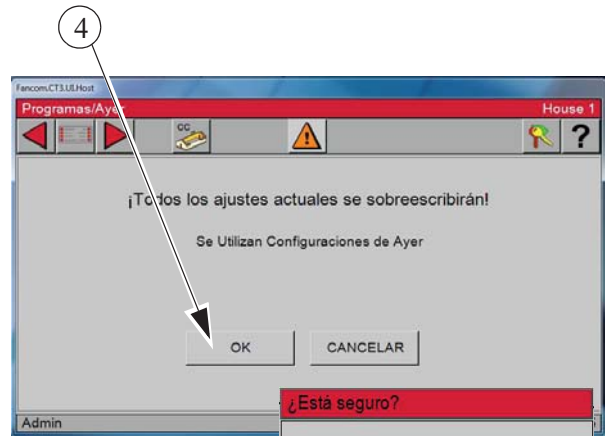 4
Fancom.CT3.UI.Host
Programas/Ayer House 1
CC
?
¡Todos los ajustes actuales se sobreescribirán!
Se Utilizan Configuraciones de Ayer
OK CANCELAR
¿Está seguro?
Admin